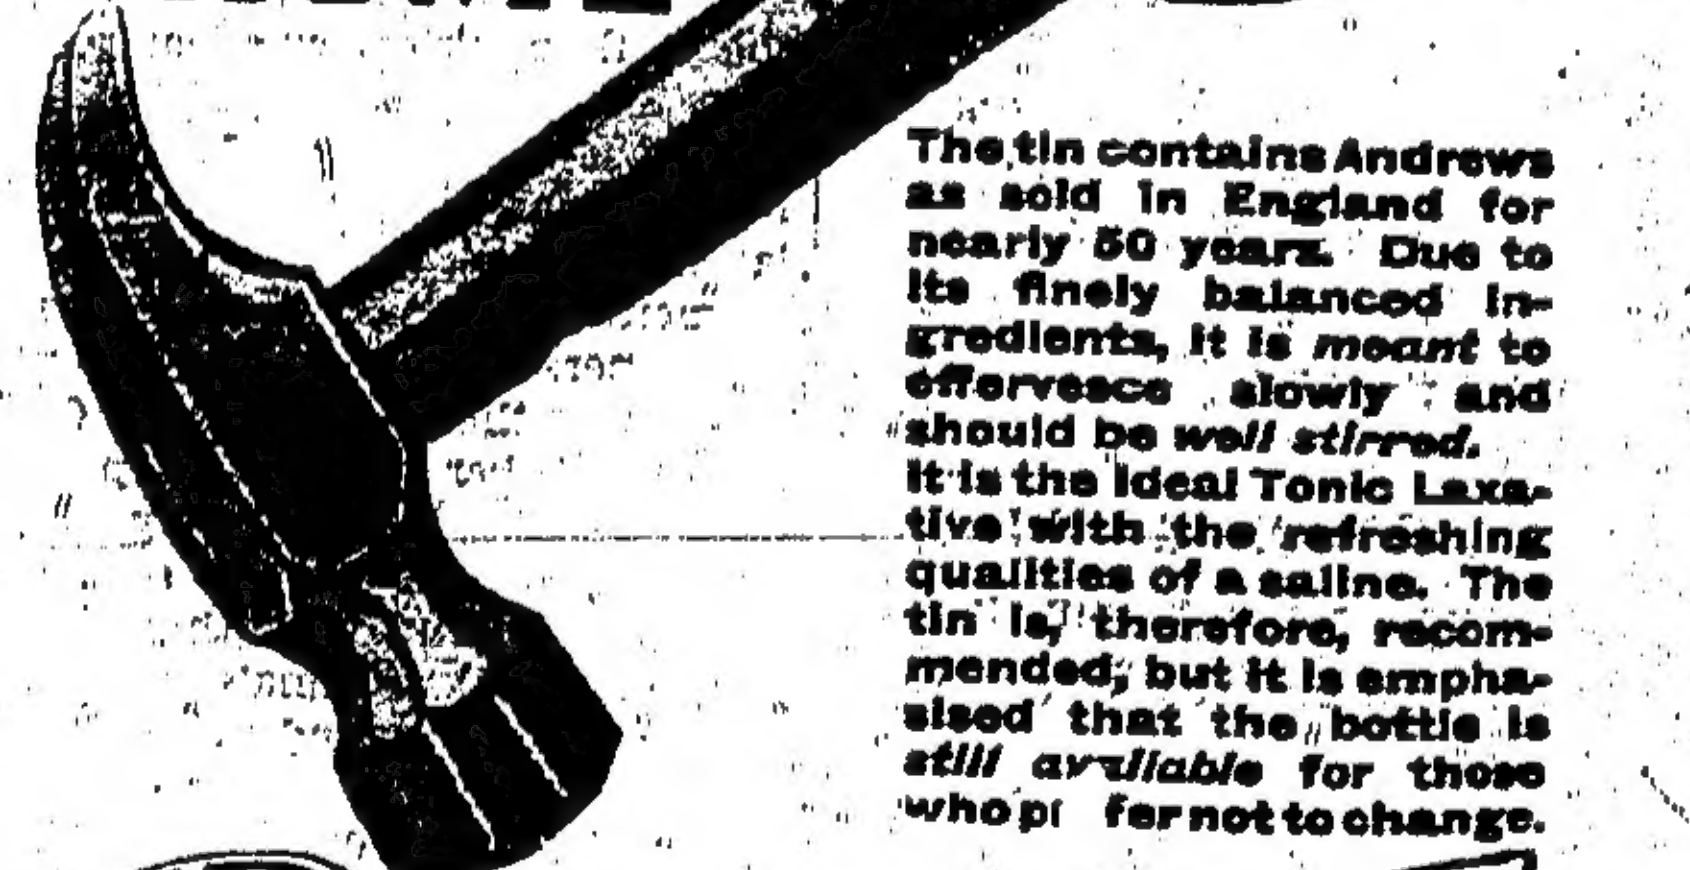 The tin contains Andrews
as sold in England for
nearly 50 years. Due to
its finely balanced in-
gredients, it is meant to
effervesce slowly and
should be well stirred.
It is the ideal Tonic Laxa-
tive with the refreshing
qualities of a saline. The
tin is, therefore, recom-
mended; but it is empha-
sised that the bottle is
still available for those
who fer not to change.